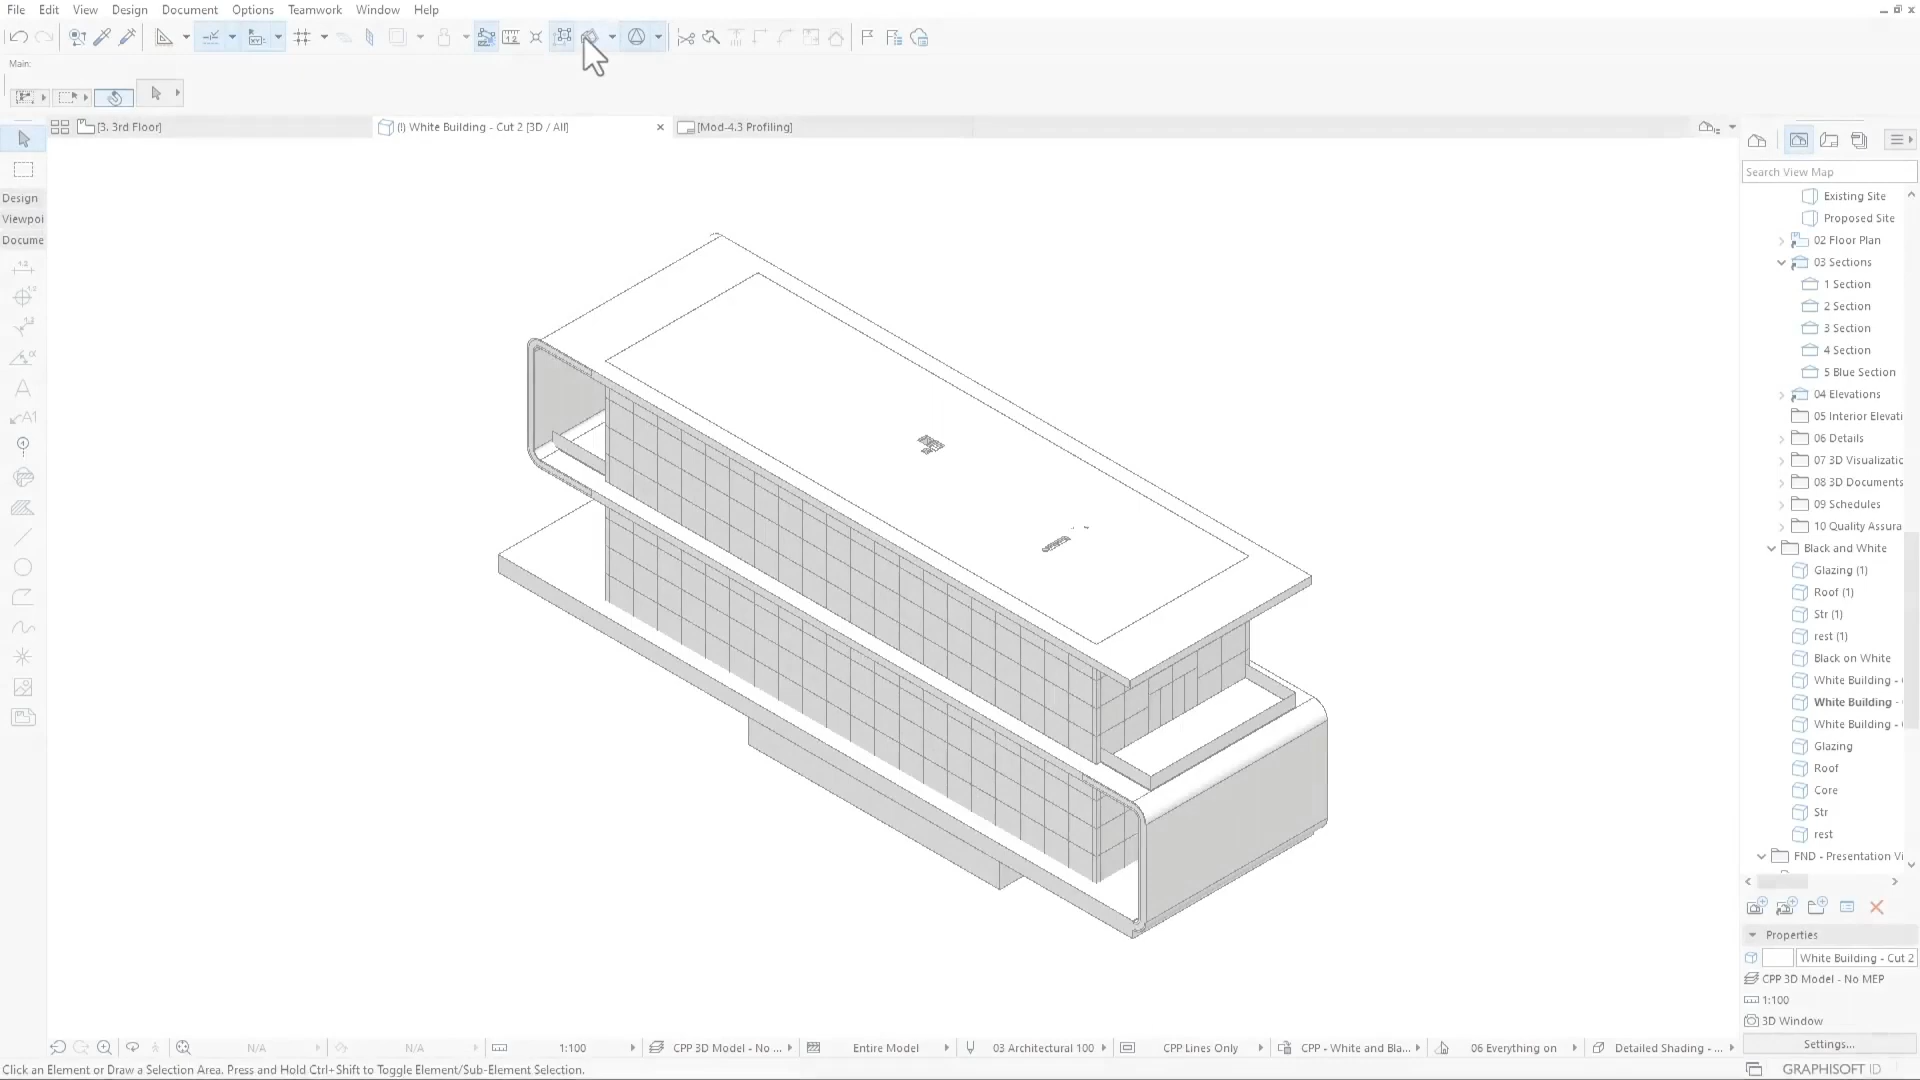 File Edit View Design Document Options Teamwork Window Help
Main:
[3. 3rd Floor]
(!) White Building - Cut 2 [3D / All]
[Mod-4.3 Profiling]
Search View Map
Design
Viewpoi
Docume
Existing Site
Proposed Site
02 Floor Plan
03 Sections
1 Section
2 Section
3 Section
4 Section
5 Blue Section
04 Elevations
05 Interior Elevati
06 Details
07 3D Visualizatic
08 3D Documents
09 Schedules
10 Quality Assura
Black and White
Glazing (1)
Roof (1)
Str (1)
rest (1)
Black on White
White Building -
White Building -
White Building -
Glazing
Roof
Core
Str
rest
FND - Presentation Vi
Properties
White Building - Cut 2
CPP 3D Model - No MEP
1:100
3D Window
Settings...
N/A N/A 1:100 CPP 3D Model - No ... Entire Model 03 Architectural 100 CPP Lines Only CPP - White and Bla... 06 Everything on Detailed Shading - ...
Click an Element or Draw a Selection Area. Press and Hold Ctrl+Shift to Toggle Element/Sub-Element Selection.
GRAPHISOFT ID